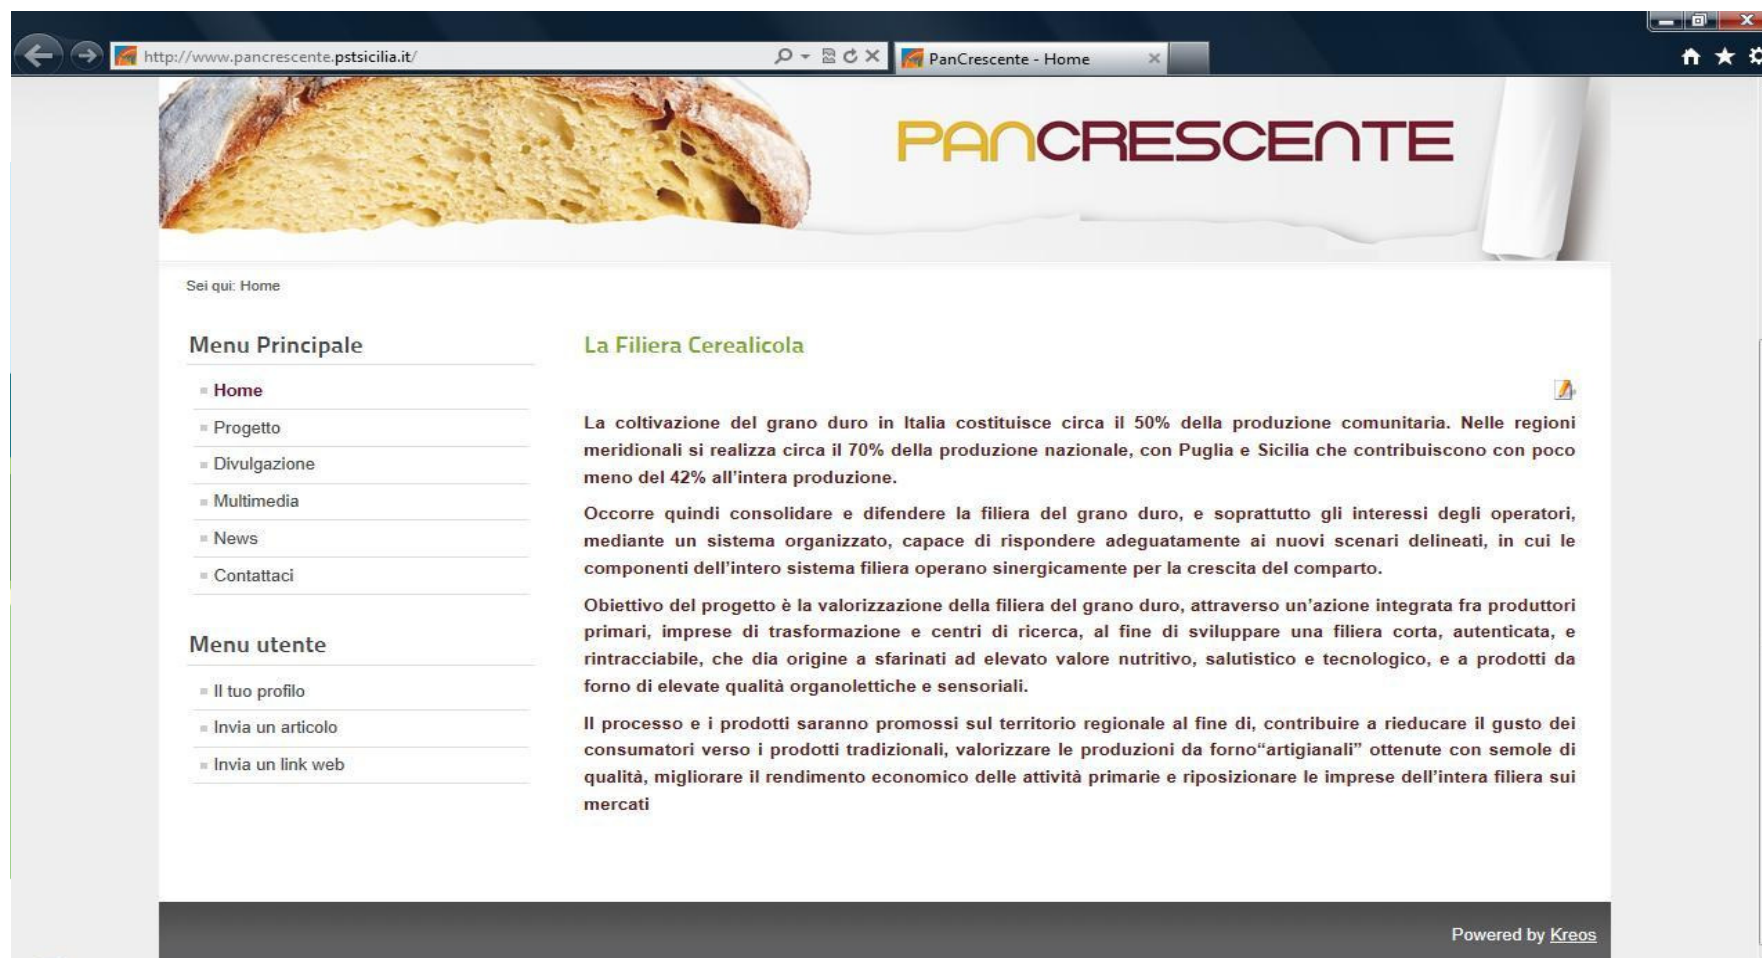 http://www.pancrescente.pstsicilia.it/
PanCrescente - Home
PANCRESCENTE
Sei qui: Home
Menu Principale
Home
Progetto
Divulgazione
Multimedia
News
Contattaci
Menu utente
Il tuo profilo
Invia un articolo
Invia un link web
La Filiera Cerealicola
La coltivazione del grano duro in Italia costituisce circa il 50% della produzione comunitaria. Nelle regioni
meridionali si realizza circa il 70% della produzione nazionale, con Puglia e Sicilia che contribuiscono con poco
meno del 42% all'intera produzione.
Occorre quindi consolidare e difendere la filiera del grano duro, e soprattutto gli interessi degli operatori,
mediante un sistema organizzato, capace di rispondere adeguatamente ai nuovi scenari delineati, in cui le
componenti dell'intero sistema filiera operano sinergicamente per la crescita del comparto.
Obiettivo del progetto è la valorizzazione della filiera del grano duro, attraverso un'azione integrata fra produttori
primari, imprese di trasformazione e centri di ricerca, al fine di sviluppare una filiera corta, autenticata, e
rintracciabile, che dia origine a sfarinati ad elevato valore nutritivo, salutistico e tecnologico, e a prodotti da
forno di elevate qualità organolettiche e sensoriali.
Il processo e i prodotti saranno promossi sul territorio regionale al fine di, contribuire a rieducare il gusto dei
consumatori verso i prodotti tradizionali, valorizzare le produzioni da forno“artigianali” ottenute con semole di
qualità, migliorare il rendimento economico delle attività primarie e riposizionare le imprese dell'intera filiera sui
mercati
Powered by Kreos